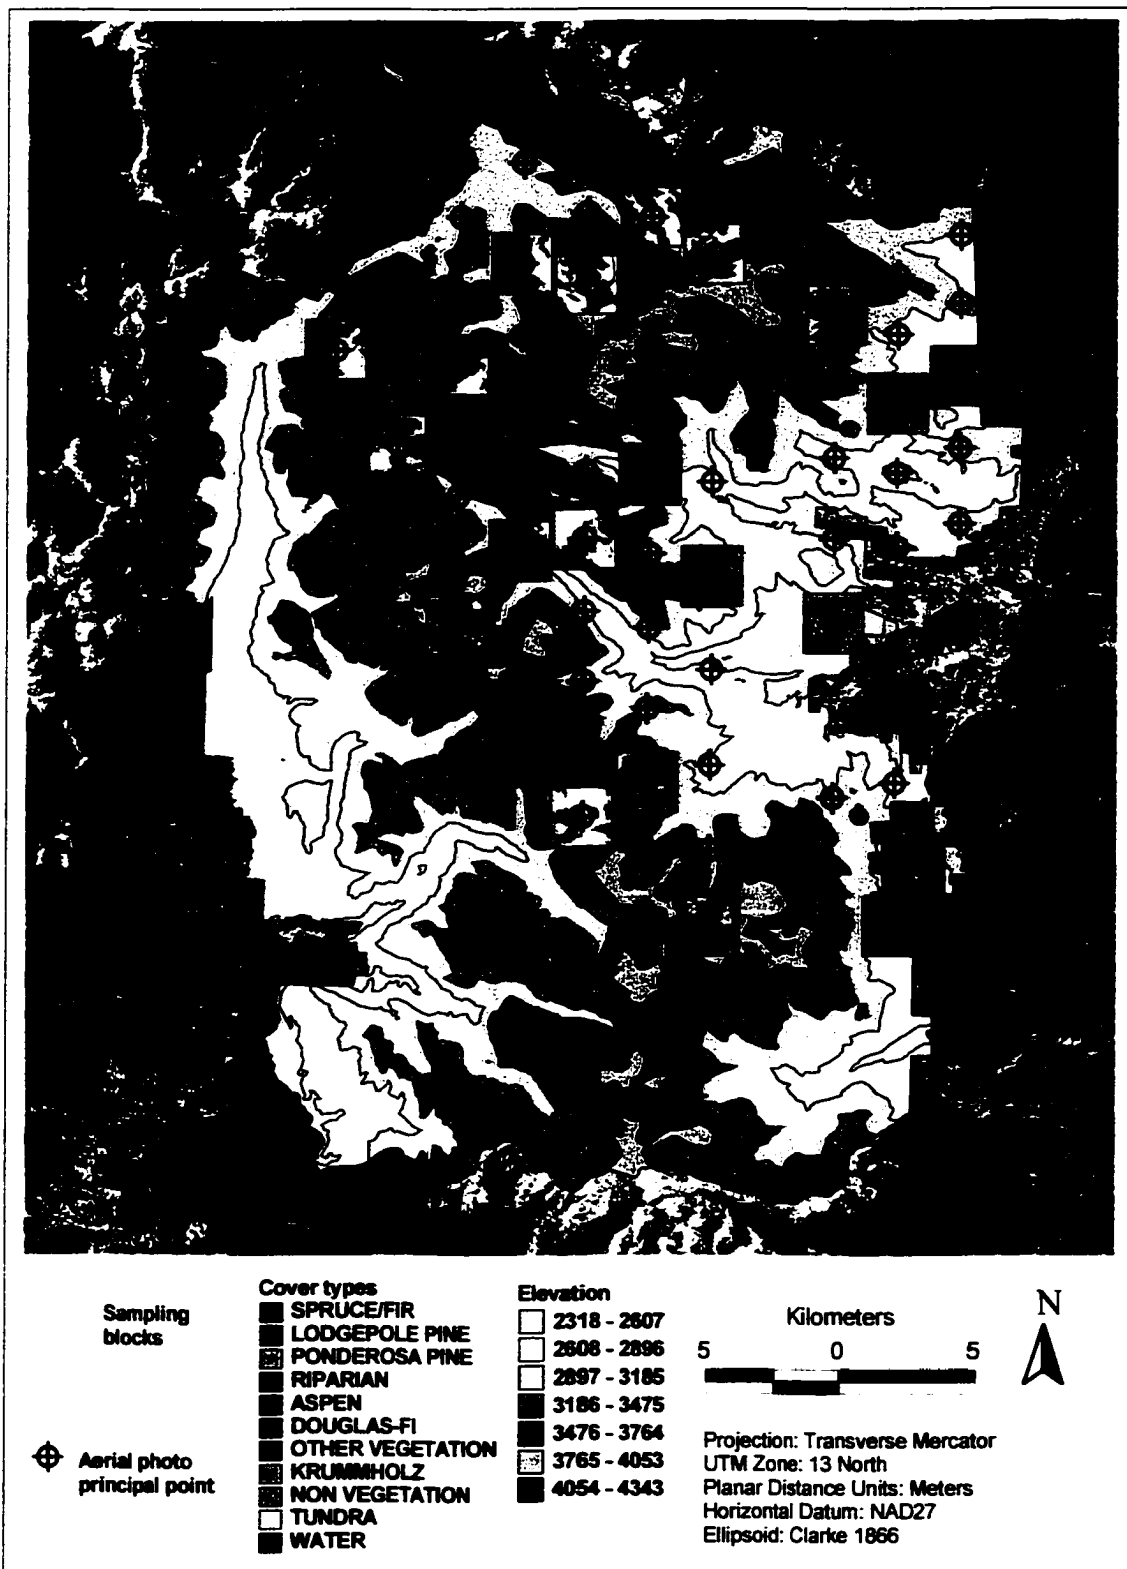 Sampling
blocks
Aerial photo
principal point
Cover types
SPRUCE/FIR
LODGEPOLE PINE
PONDEROSA PINE
RIPARIAN
ASPEN
DOUGLAS-FI
OTHER VEGETATION
KRUMMHOLZ
NON VEGETATION
TUNDRA
WATER
Elevation
2318 - 2607
2608 - 2896
2897 - 3185
3186 - 3475
3476 - 3764
3765 - 4053
4054 - 4343
Kilometers
5 0 5
N
Projection: Transverse Mercator
UTM Zone: 13 North
Planar Distance Units: Meters
Horizontal Datum: NAD27
Ellipsoid: Clarke 1866